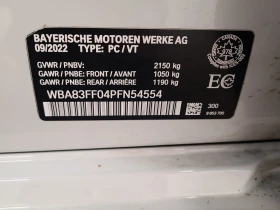 BAYERISCHE MOTOREN WERKE AG
09/2022 TYPE: PC / VT
GVWR / PNBV: 2150 kg
GAWR / PNBE: FRONT / AVANT 1050 kg
GAWR / PNBE: REAR / ARRIÈRE 1190 kg
WBA83FF04PFN54554
978
EC
300